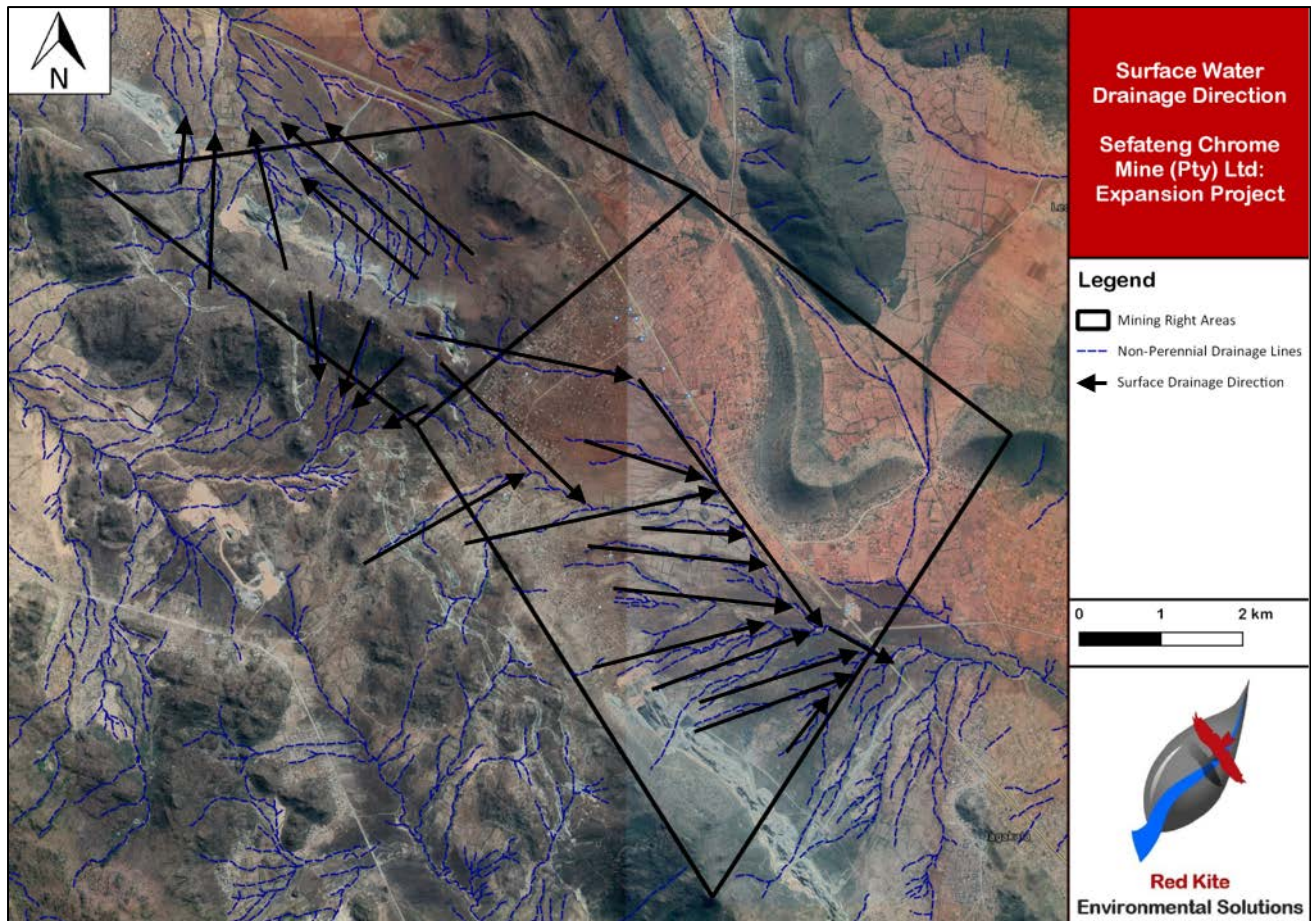 N
Surface Water
Drainage Direction
Sefateng Chrome
Mine (Pty) Ltd:
Expansion Project
Legend
Mining Right Areas
Non-Perennial Drainage Lines
Surface Drainage Direction
0 1 2 km
Red Kite
Environmental Solutions